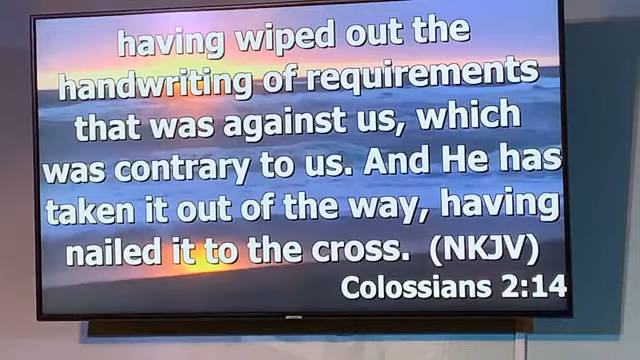 having wiped out the
handwriting of requirements
that was against us, which
was contrary to us. And He has
taken it out of the way, having
nailed it to the cross. (NKJV)
Colossians 2:14